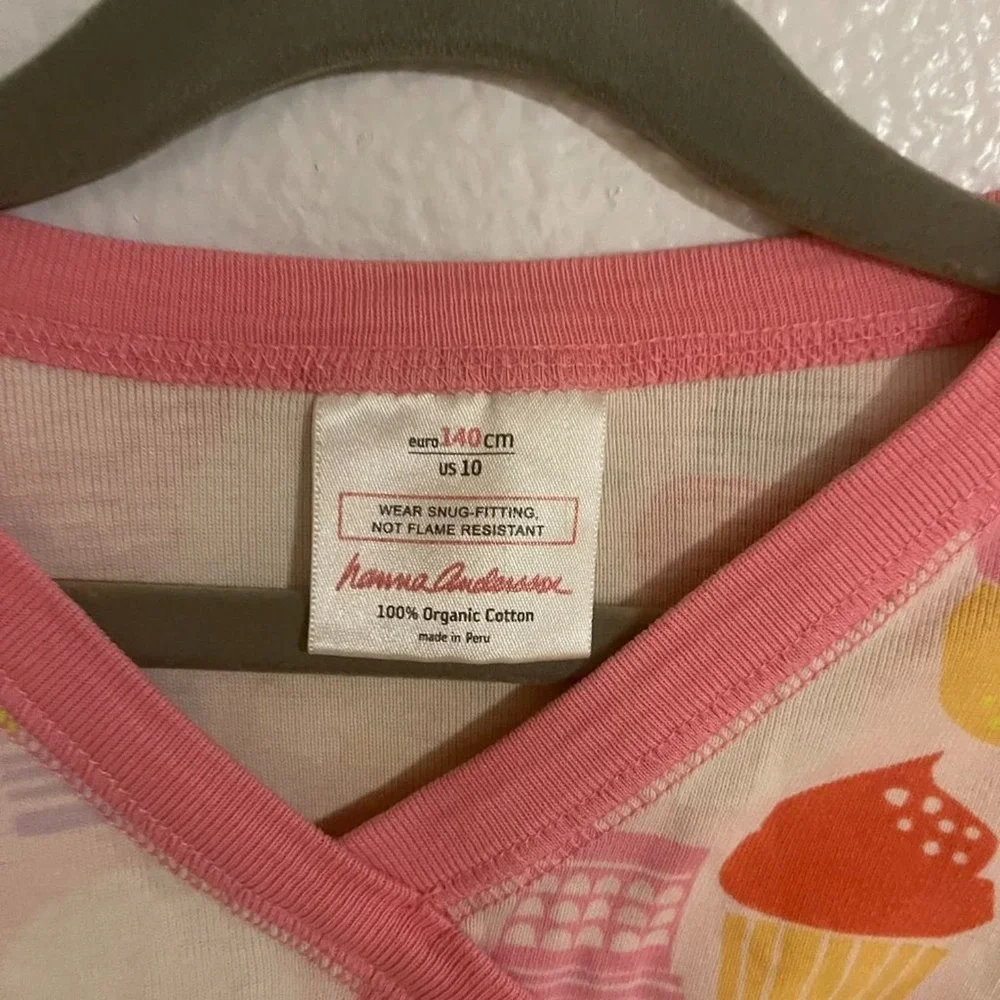 euro 140 cm
US 10
WEAR SNUG-FITTING,
NOT FLAME RESISTANT
hanna Andersson
100% Organic Cotton
made in Peru